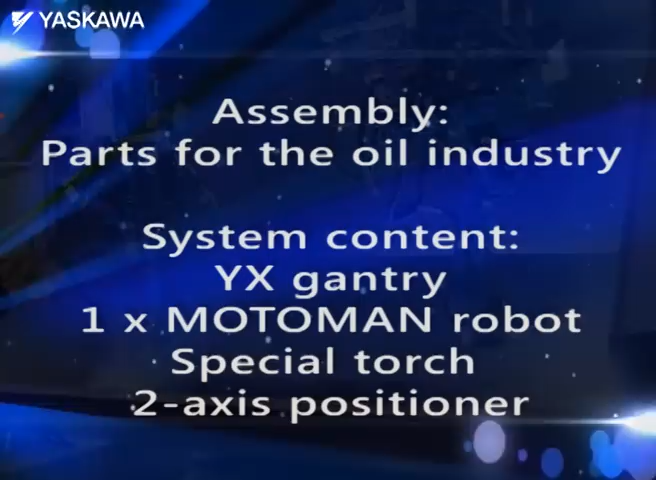 YASKAWA
Assembly:
Parts for the oil industry
System content:
YX gantry
1 x MOTOMAN robot
Special torch
2-axis positioner